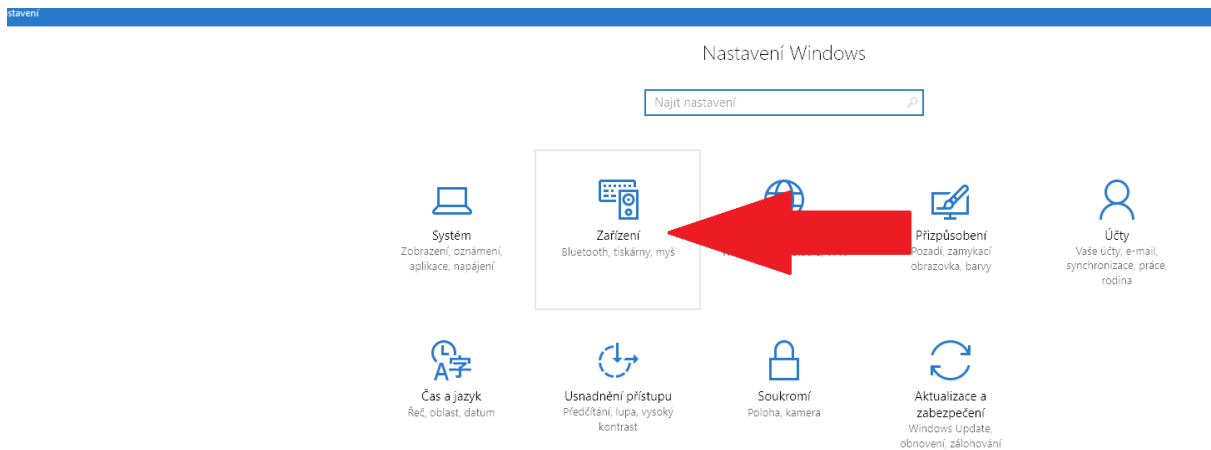 stavení
Nastavení Windows
Najít nastavení
Systém
Zobrazení, oznámení,
aplikace, napájení
Zařízení
Bluetooth, tiskárny, myš
Přizpůsobení
Pozadí, zamykací
obrazovka, barvy
Účty
Vaše účty, e-mail,
synchronizace, práce,
rodina
Čas a jazyk
Řeč, oblast, datum
Usnadnění přístupu
Předčítání, lupa, vysoký
kontrast
Soukromí
Poloha, kamera
Aktualizace a
zabezpečení
Windows Update,
obnovení, zálohování